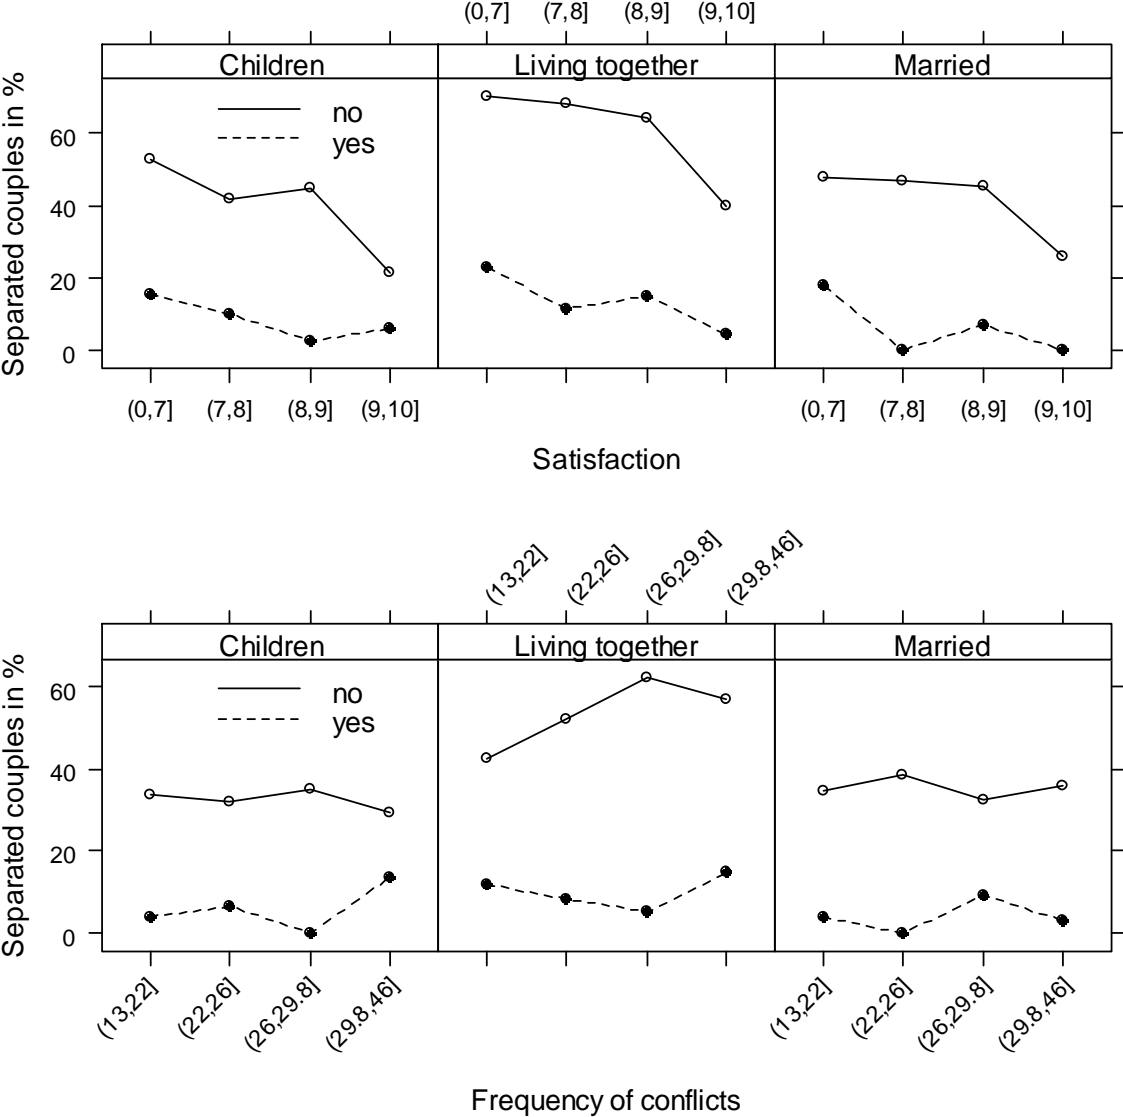 (0,7] (7,8] (8,9] (9,10]
Children Living together Married
Separated couples in %
60
40
20
0
no
yes
(0,7] (7,8] (8,9] (9,10] (0,7] (7,8] (8,9] (9,10]
Satisfaction
(13,22] (22,26] (26,29.8] (29.8,46]
Children Living together Married
Separated couples in %
60
40
20
0
no
yes
(13,22] (22,26] (26,29.8] (29.8,46] (13,22] (22,26] (26,29.8] (29.8,46]
Frequency of conflicts